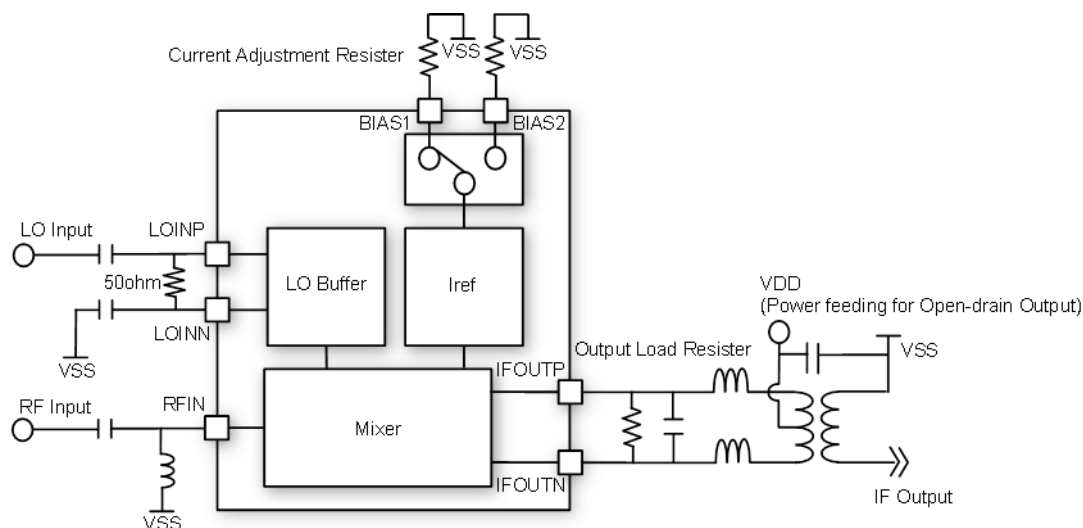 VSS
VSS
Current Adjustment Resister
BIAS1
BIAS2
LO Input
LOINP
50ohm
LOINN
VSS
LO Buffer
Iref
VDD
(Power feeding for Open-drain Output)
VSS
Output Load Resister
IFOUTP
RF Input
RFIN
Mixer
IFOUTN
VSS
IF Output